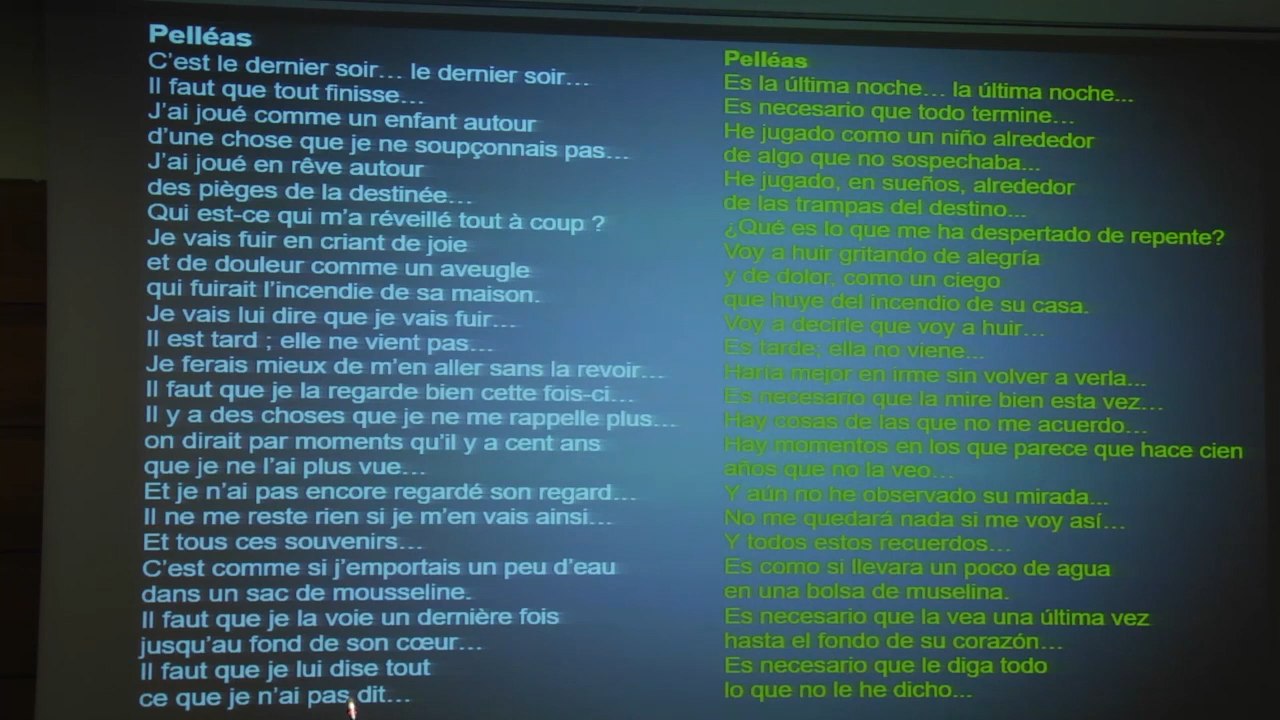 Pelléas
C'est le dernier soir… le dernier soir…
Il faut que tout finisse…
J'ai joué comme un enfant autour
d'une chose que je ne soupçonnais pas…
J'ai joué en rêve autour
des pièges de la destinée…
Qui est-ce qui m'a réveillé tout à coup ?
Je vais fuir en criant de joie
et de douleur comme un aveugle
qui fuirait l'incendie de sa maison.
Je vais lui dire que je vais fuir…
Il est tard ; elle ne vient pas…
Je ferais mieux de m'en aller sans la revoir…
Il faut que je la regarde bien cette fois-ci…
Il y a des choses que je ne me rappelle plus…
on dirait par moments qu'il y a cent ans
que je ne l'ai plus vue…
Et je n'ai pas encore regardé son regard…
Il ne me reste rien si je m'en vais ainsi…
Et tous ces souvenirs…
C'est comme si j'emportais un peu d'eau
dans un sac de mousseline.
Il faut que je la voie un dernière fois
jusqu'au fond de son cœur…
Il faut que je lui dise tout
ce que je n'ai pas dit…
Pelléas
Es la última noche… la última noche...
Es necesario que todo termine…
He jugado como un niño alrededor
de algo que no sospechaba...
He jugado, en sueños, alrededor
de las trampas del destino...
¿Qué es lo que me ha despertado de repente?
Voy a huir gritando de alegría
y de dolor, como un ciego
que huye del incendio de su casa.
Voy a decirle que voy a huir…
Es tarde; ella no viene...
Haría mejor en irme sin volver a verla...
Es necesario que la mire bien esta vez…
Hay cosas de las que no me acuerdo…
Hay momentos en los que parece que hace cien
años que no la veo…
Y aún no he observado su mirada...
No me quedará nada si me voy así…
Y todos estos recuerdos…
Es como si llevara un poco de agua
en una bolsa de muselina.
Es necesario que la vea una última vez
hasta el fondo de su corazón…
Es necesario que le diga todo
lo que no le he dicho...